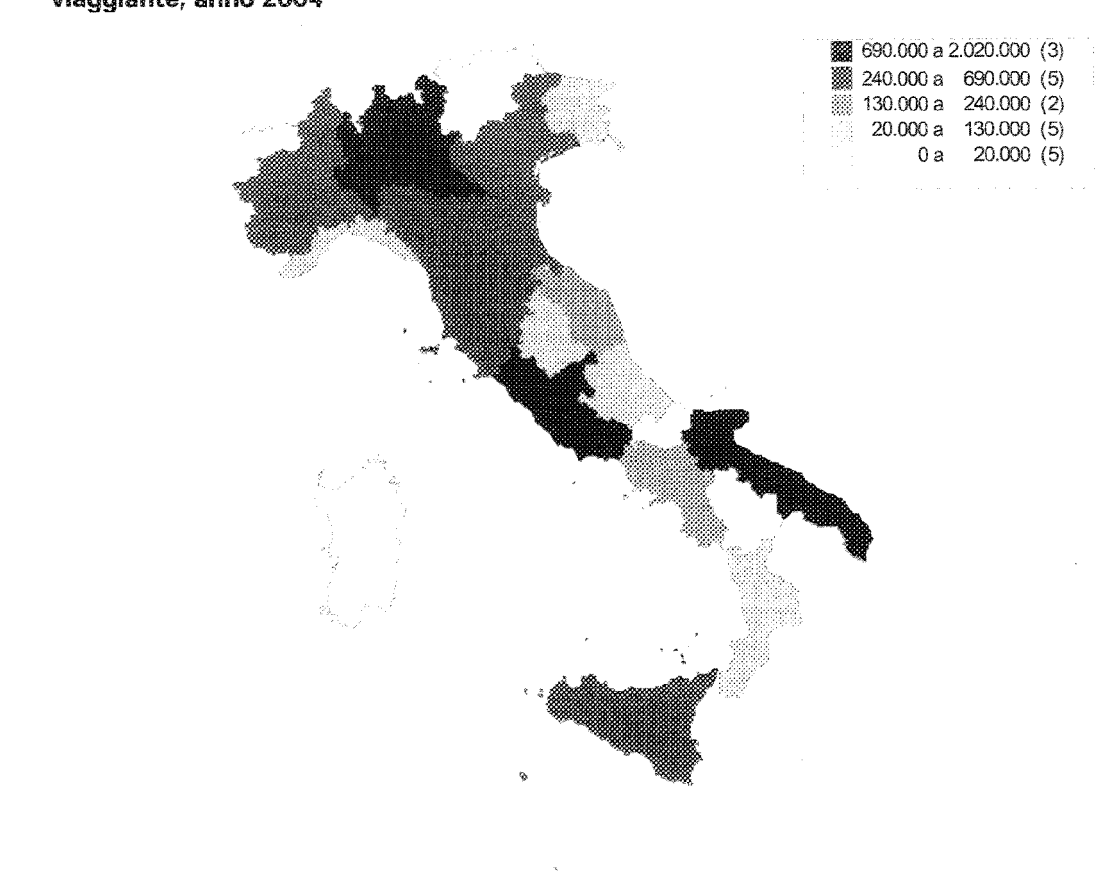 viaggiante, anno 2004
690.000 a 2.020.000 (3)
240.000 a 690.000 (5)
130.000 a 240.000 (2)
20.000 a 130.000 (5)
0 a 20.000 (5)